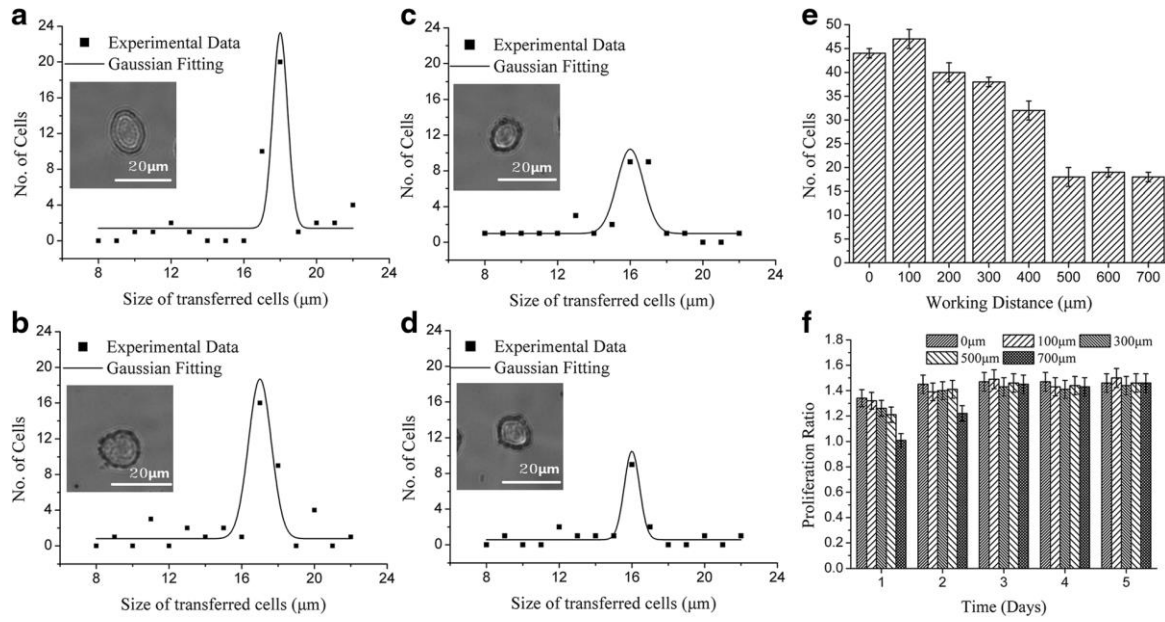 a
24
20
16
12
8
4
0
No. of Cells
Experimental Data
Gaussian Fitting
20μm
8 12 16 20 24
Size of transferred cells (μm)
b
24
20
16
12
8
4
0
No. of Cells
Experimental Data
Gaussian Fitting
20μm
8 12 16 20 24
Size of transferred cells (μm)
c
24
20
16
12
8
4
0
No. of Cells
Experimental Data
Gaussian Fitting
20μm
8 12 16 20 24
Size of transferred cells (μm)
d
24
20
16
12
8
4
0
No. of Cells
Experimental Data
Gaussian Fitting
20μm
8 12 16 20 24
Size of transferred cells (μm)
e
50
45
40
35
30
25
20
15
10
5
0
No. of Cells
0 100 200 300 400 500 600 700
Working Distance (μm)
f
1.8
1.6
1.4
1.2
1.0
0.8
0.6
0.4
0.2
0.0
Proliferation Ratio
0μm 100μm 300μm
500μm 700μm
1 2 3 4 5
Time (Days)